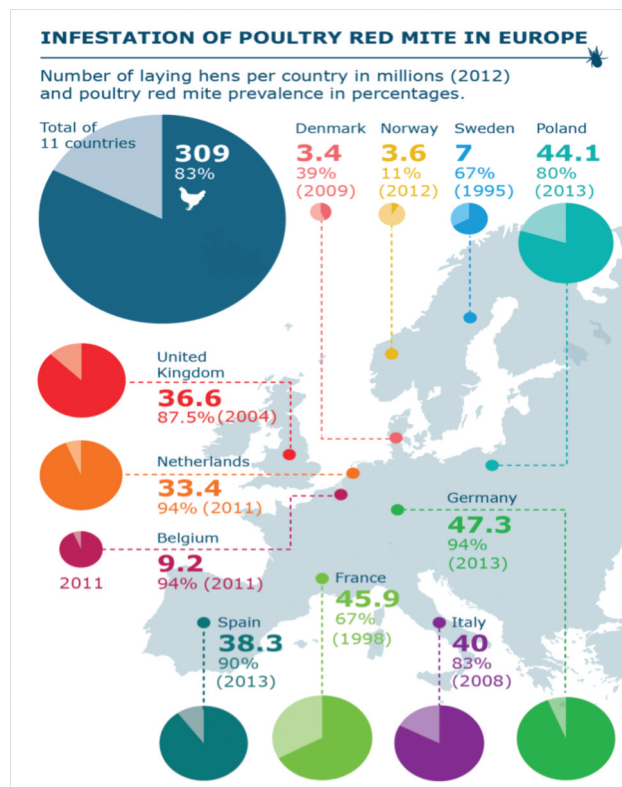 INFESTATION OF POULTRY RED MITE IN EUROPE
Number of laying hens per country in millions (2012)
and poultry red mite prevalence in percentages.
Total of
11 countries
309
83%
Denmark
3.4
39%
(2009)
Norway
3.6
11%
(2012)
Sweden
7
67%
(1995)
Poland
44.1
80%
(2013)
United
Kingdom
36.6
87.5% (2004)
Netherlands
33.4
94% (2011)
Belgium
9.2
94% (2011)
2011
Germany
47.3
94%
(2013)
France
45.9
67%
(1998)
Spain
38.3
90%
(2013)
Italy
40
83%
(2008)